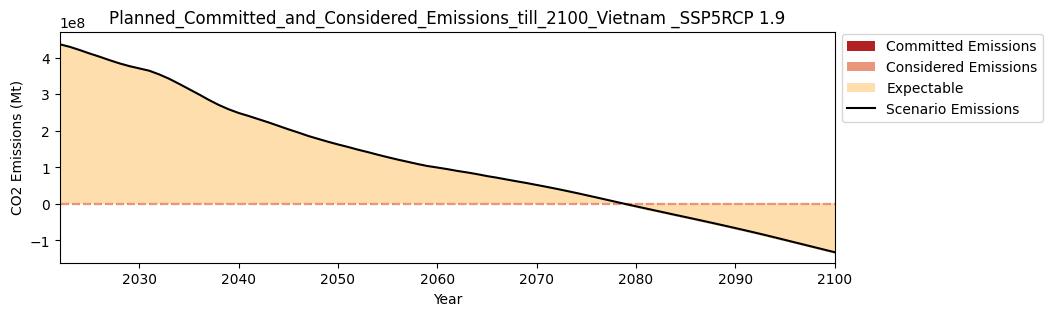 Planned_Committed_and_Considered_Emissions_till_2100_Vietnam _SSP5RCP 1.9
1e8
4
3
2
1
0
−1
CO2 Emissions (Mt)
2030 2040 2050 2060 2070 2080 2090 2100
Year
Committed Emissions
Considered Emissions
Expectable
Scenario Emissions